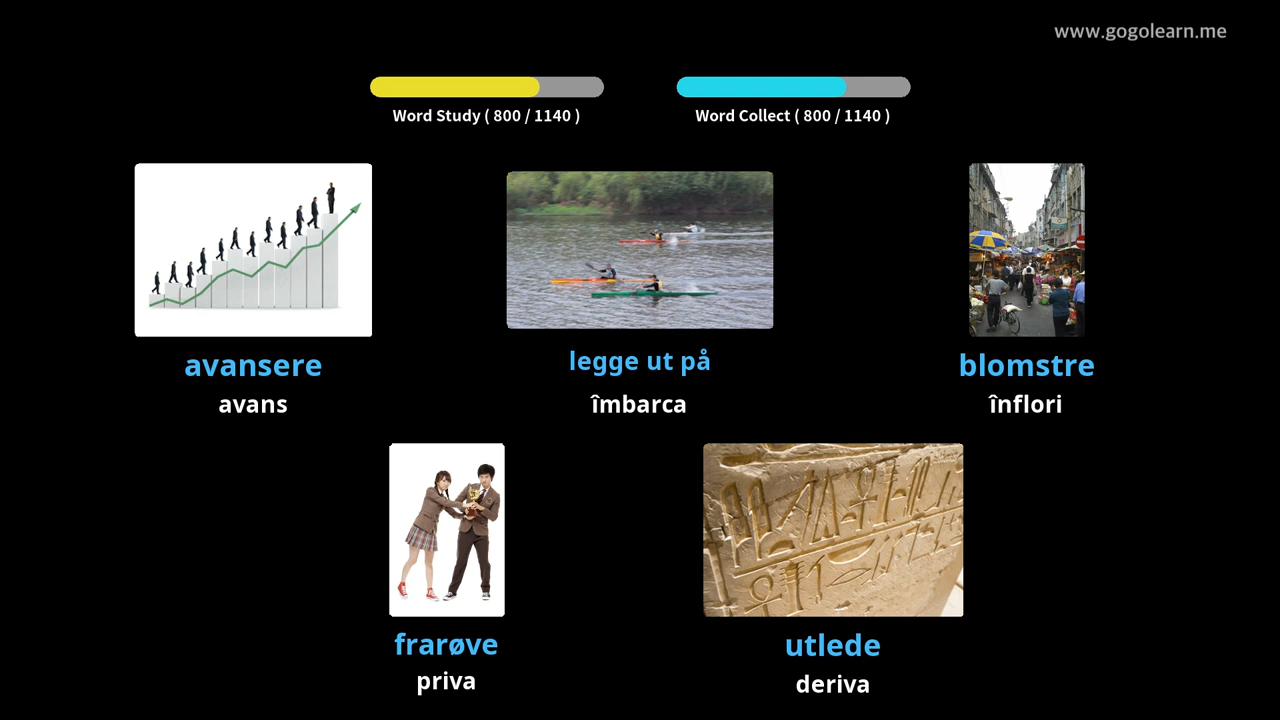 www.gogolearn.me
Word Study ( 800 / 1140 )
Word Collect ( 800 / 1140 )
avansere
avans
legge ut på
îmbarca
blomstre
înflori
frarøve
priva
utlede
deriva